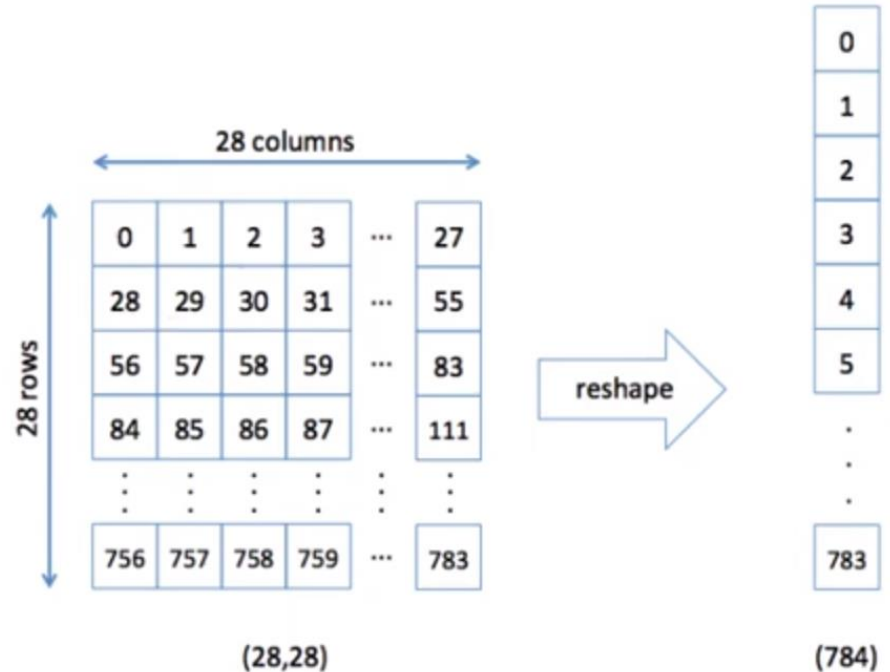 28 columns
28 rows
0 1 2 3 ... 27
28 29 30 31 ... 55
56 57 58 59 ... 83
84 85 86 87 ... 111
756 757 758 759 ... 783
(28,28)
reshape
0
1
2
3
4
5
.
.
.
783
(784)